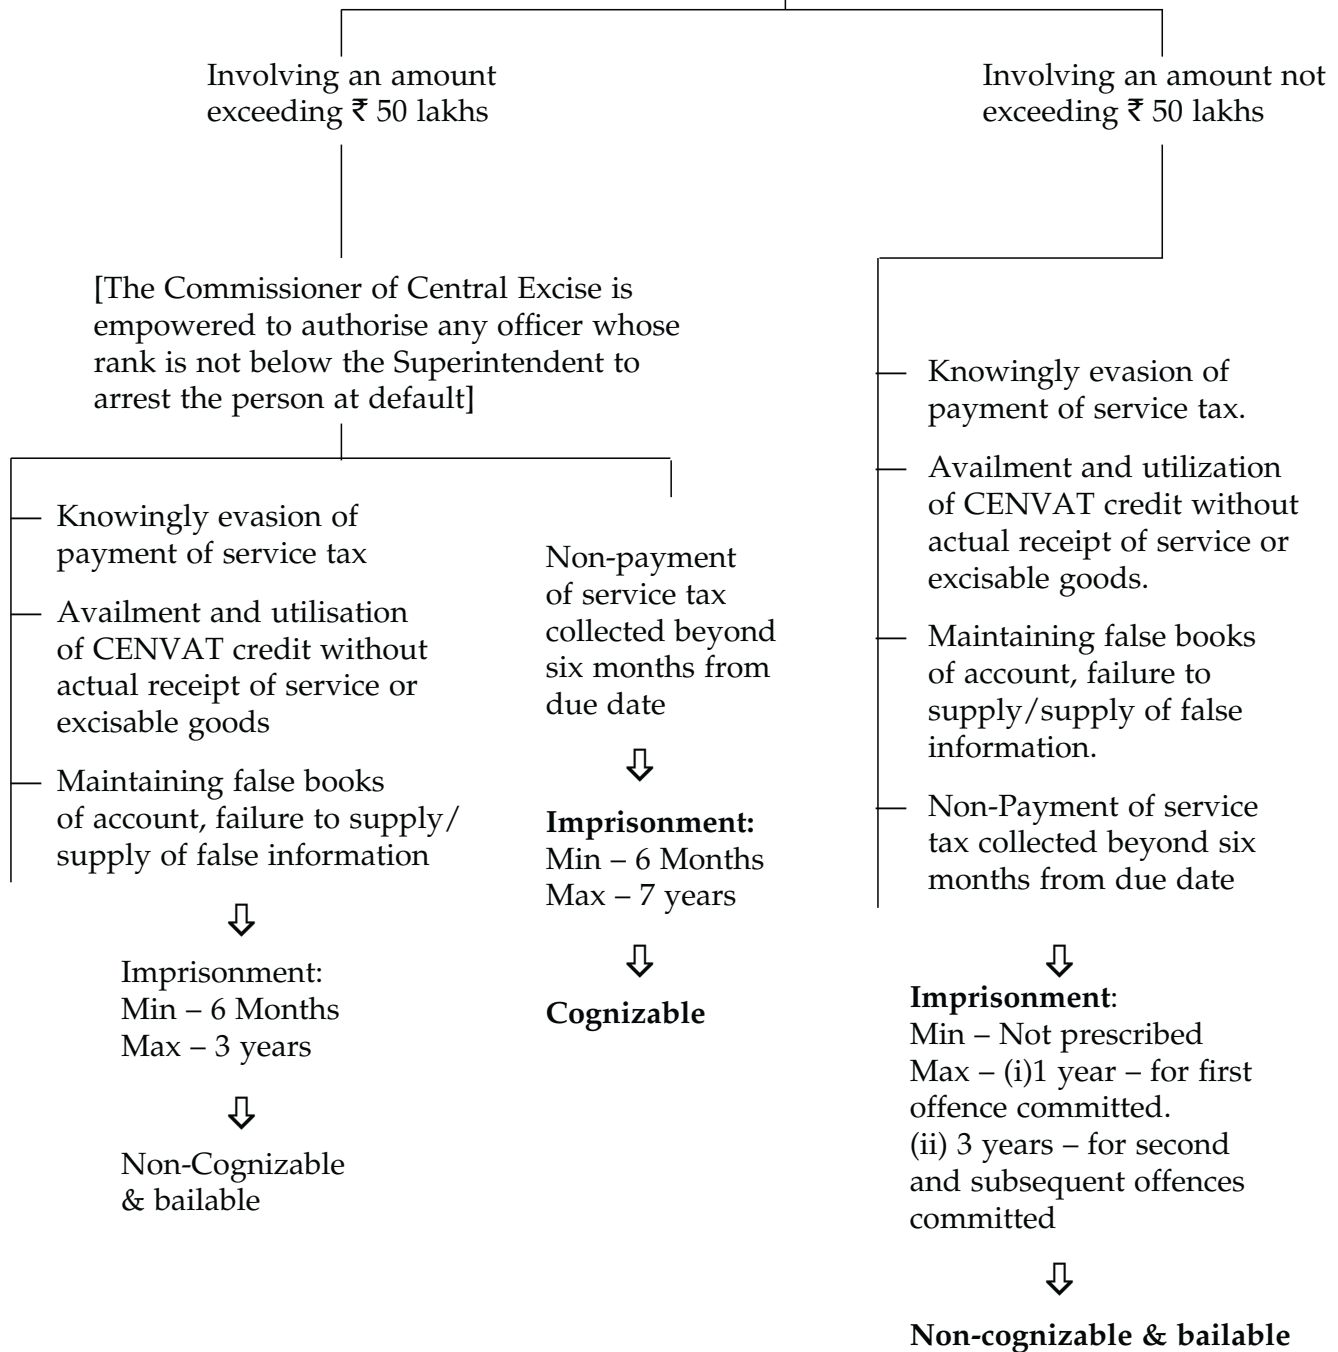 Involving an amount
exceeding ₹ 50 lakhs
Involving an amount not
exceeding ₹ 50 lakhs
[The Commissioner of Central Excise is
empowered to authorise any officer whose
rank is not below the Superintendent to
arrest the person at default]
Knowingly evasion of
payment of service tax
Availment and utilisation
of CENVAT credit without
actual receipt of service or
excisable goods
Maintaining false books
of account, failure to supply/
supply of false information
Imprisonment:
Min – 6 Months
Max – 3 years
Non-Cognizable
& bailable
Non-payment
of service tax
collected beyond
six months from
due date
Imprisonment:
Min – 6 Months
Max – 7 years
Cognizable
Knowingly evasion of
payment of service tax.
Availment and utilization
of CENVAT credit without
actual receipt of service or
excisable goods.
Maintaining false books
of account, failure to
supply/supply of false
information.
Non-Payment of service
tax collected beyond six
months from due date
Imprisonment:
Min – Not prescribed
Max – (i)1 year – for first
offence committed.
(ii) 3 years – for second
and subsequent offences
committed
Non-cognizable & bailable